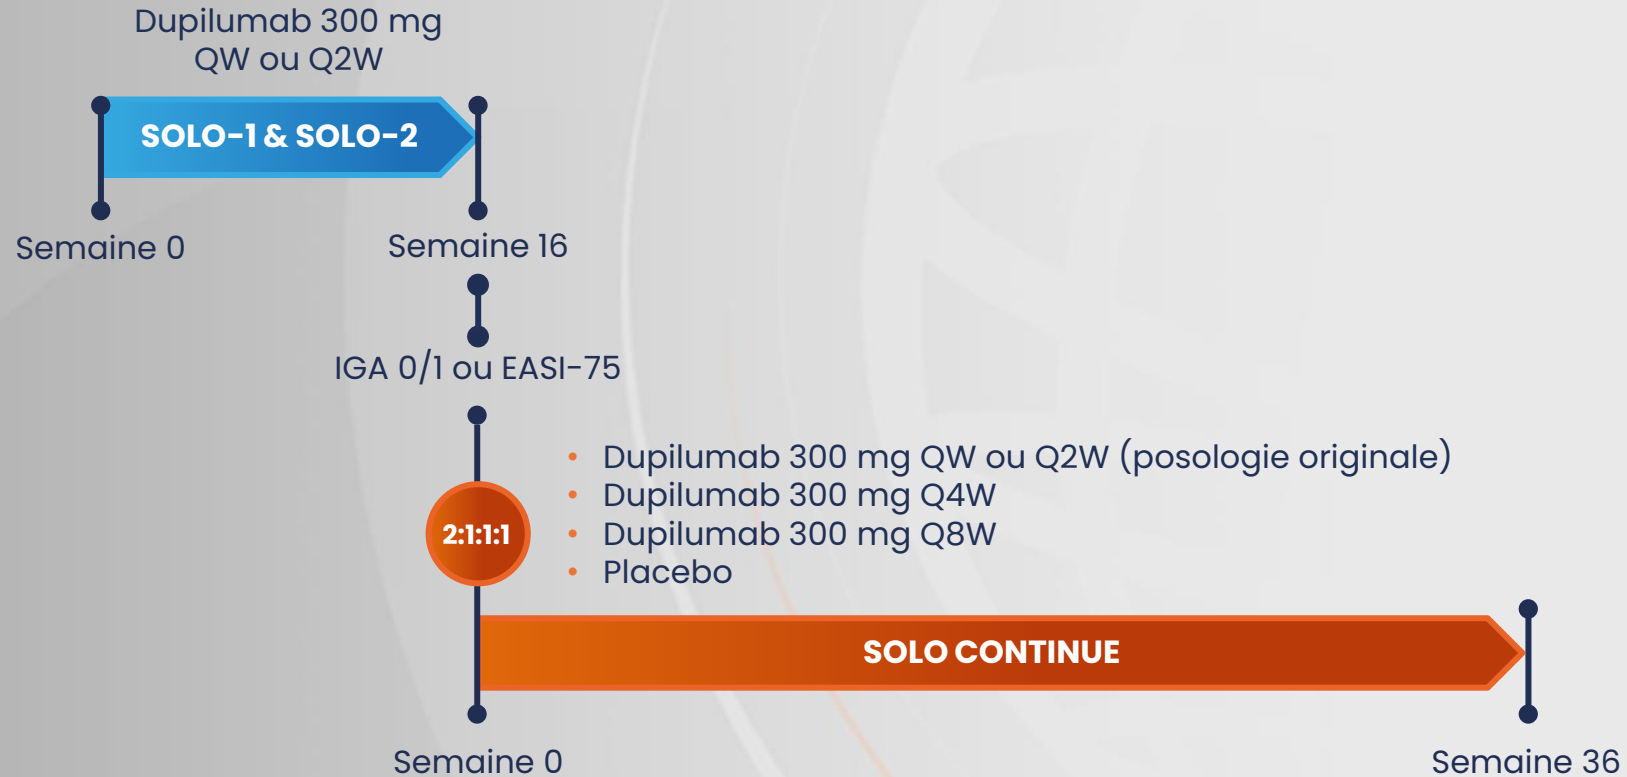 Dupilumab 300 mg
QW ou Q2W
SOLO-1 & SOLO-2
Semaine 0
Semaine 16
IGA 0/1 ou EASI-75
2:1:1:1
• Dupilumab 300 mg QW ou Q2W (posologie originale)
• Dupilumab 300 mg Q4W
• Dupilumab 300 mg Q8W
• Placebo
SOLO CONTINUE
Semaine 0
Semaine 36